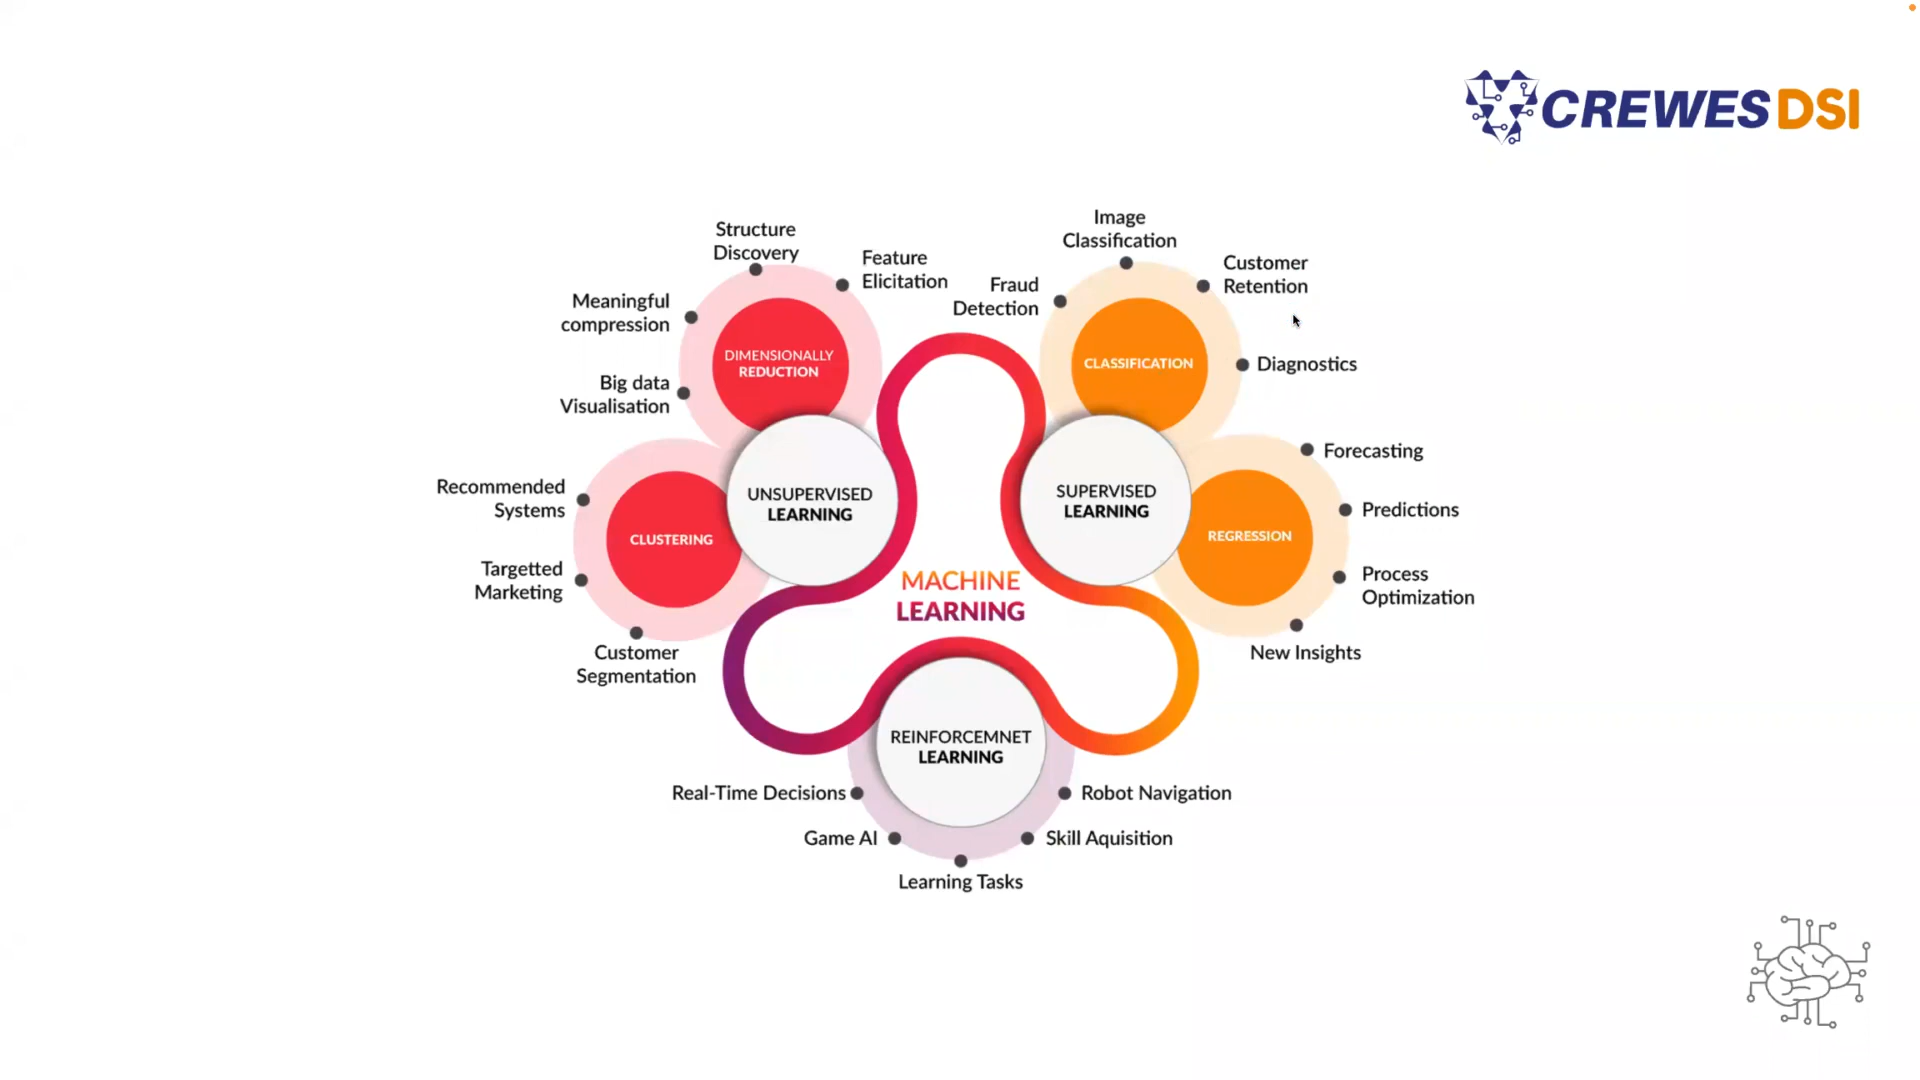 CREWES DSI
Structure
Discovery
Feature
Elicitation
Meaningful
compression
Big data
Visualisation
DIMENSIONALLY
REDUCTION
Recommended
Systems
Targetted
Marketing
Customer
Segmentation
CLUSTERING
UNSUPERVISED
LEARNING
Image
Classification
Fraud
Detection
Customer
Retention
Diagnostics
CLASSIFICATION
SUPERVISED
LEARNING
REGRESSION
Forecasting
Predictions
Process
Optimization
New Insights
MACHINE
LEARNING
REINFORCEMNET
LEARNING
Real-Time Decisions
Game AI
Learning Tasks
Skill Aquisition
Robot Navigation